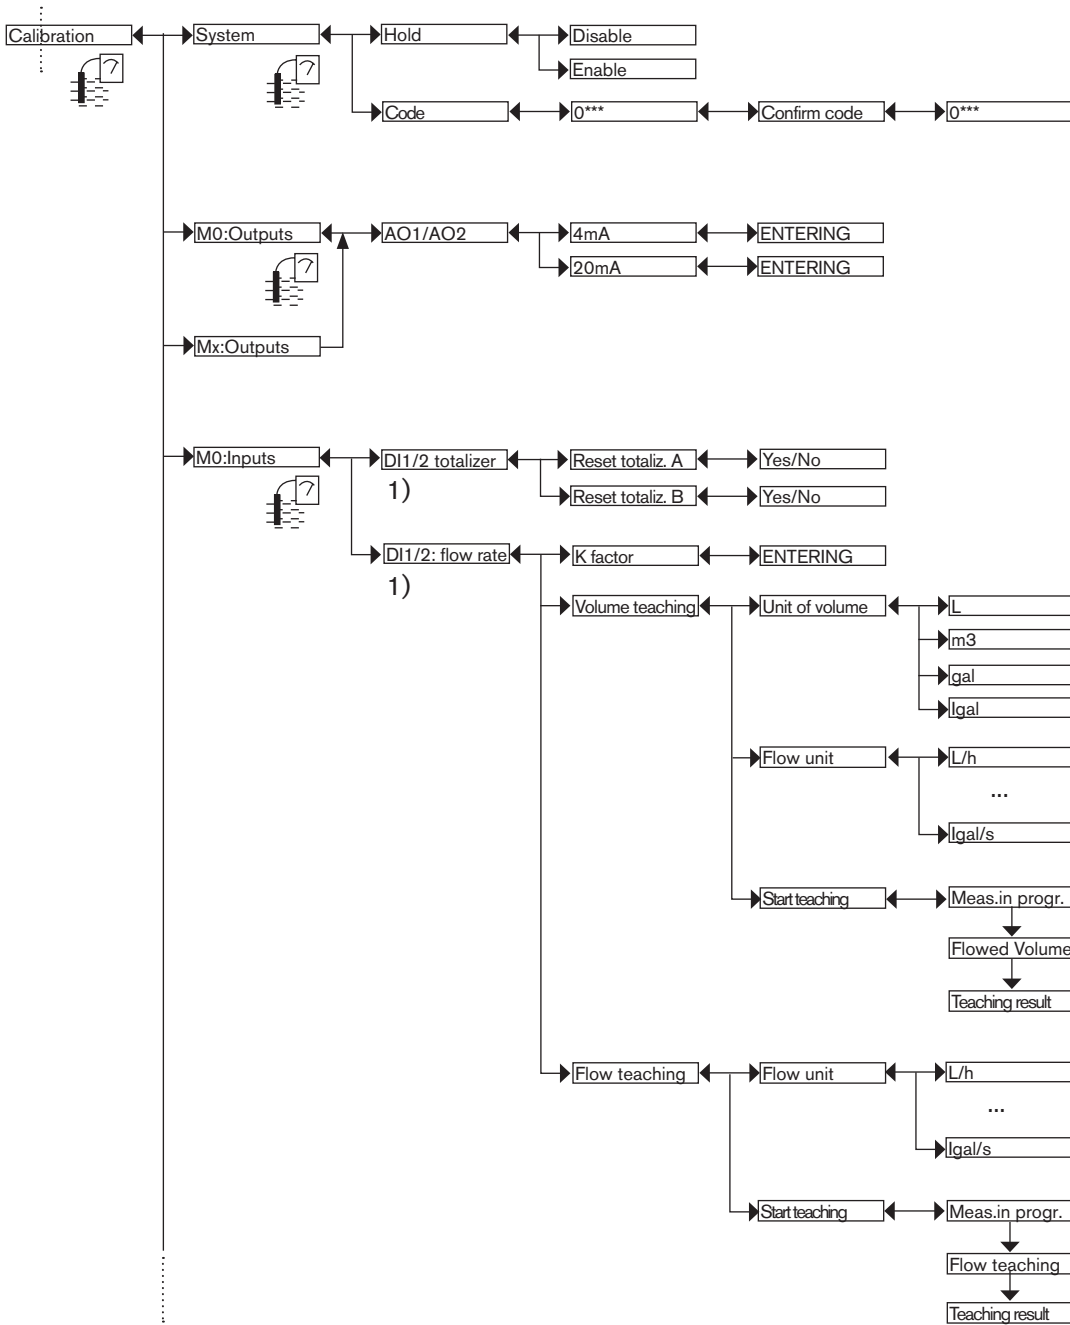 Calibration
System
Hold
Disable
Enable
Code
0***
Confirm code
0***
M0:Outputs
AO1/AO2
4mA
ENTERING
20mA
ENTERING
Mx:Outputs
M0:Inputs
DI1/2 totalizer
1)
Reset totaliz. A
Yes/No
Reset totaliz. B
Yes/No
DI1/2: flow rate
1)
K factor
ENTERING
Volume teaching
Unit of volume
L
m3
gal
Igal
Flow unit
L/h
...
Igal/s
Start teaching
Meas.in progr.
Flowed Volume
Teaching result
Flow teaching
Flow unit
L/h
...
Igal/s
Start teaching
Meas.in progr.
Flow teaching
Teaching result